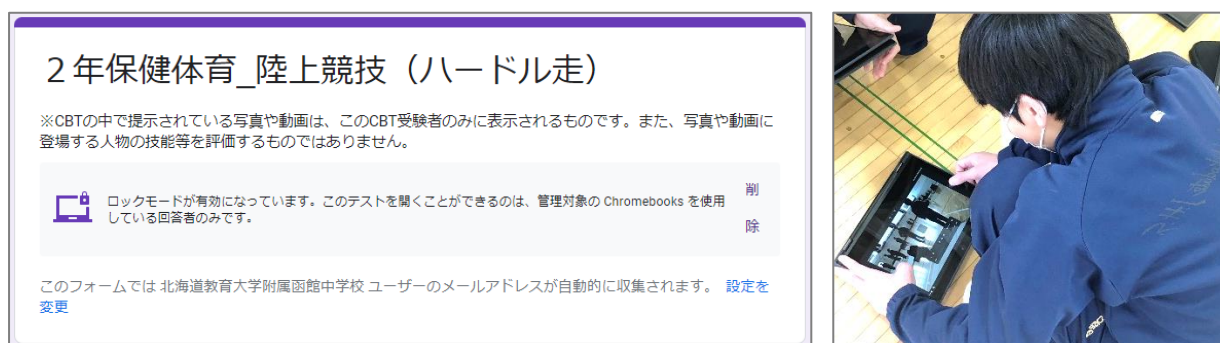 ２年保健体育_陸上競技（ハードル走）
※CBTの中で提示されている写真や動画は、このCBT受験者のみに表示されるものです。また、写真や動画に
登場する人物の技能等を評価するものではありません。
ロックモードが有効になっています。このテストを開くことができるのは、管理対象の Chromebooks を使用
している回答者のみです。
削
除
このフォームでは 北海道教育大学附属函館中学校 ユーザーのメールアドレスが自動的に収集されます。 設定を
変更